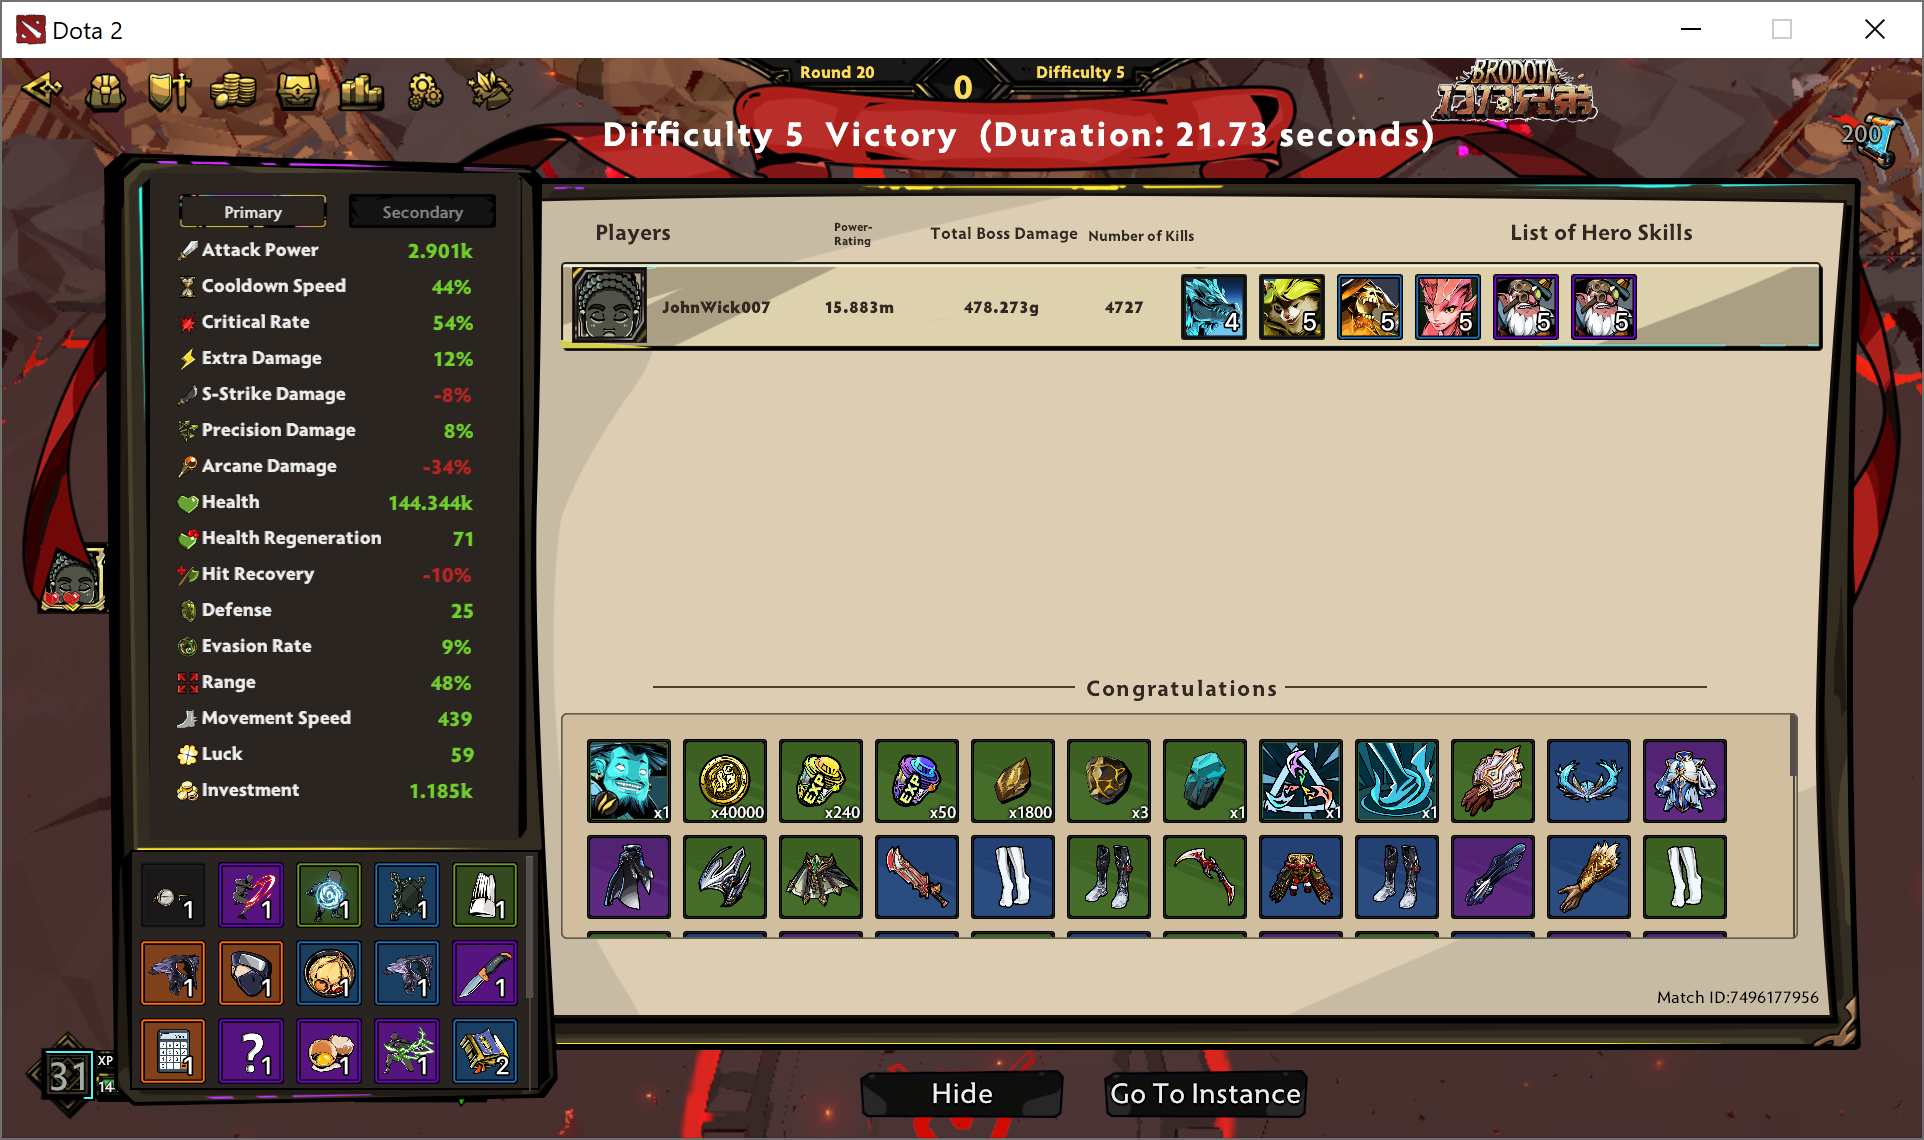 Dota 2
Round 20
0
Difficulty 5
BRODOTA
刀刀兄弟
200
Difficulty 5 Victory (Duration: 21.73 seconds)
Primary
Secondary
Attack Power 2.901k
Cooldown Speed 44%
Critical Rate 54%
Extra Damage 12%
S-Strike Damage -8%
Precision Damage 8%
Arcane Damage -34%
Health 144.344k
Health Regeneration 71
Hit Recovery -10%
Defense 25
Evasion Rate 9%
Range 48%
Movement Speed 439
Luck 59
Investment 1.185k
1 1 1 1 1
1 1 1 1 1
1 ?1 1 1 2
31
XP
14
Players
Power-
Rating
Total Boss Damage
Number of Kills
List of Hero Skills
JohnWick007 15.883m 478.273g 4727 4 5 5 5 5 5
Congratulations
x1 x40000 EXP x240 EXP x50 x1800 x3 x1 x1 x1
Match ID:7496177956
Hide
Go To Instance